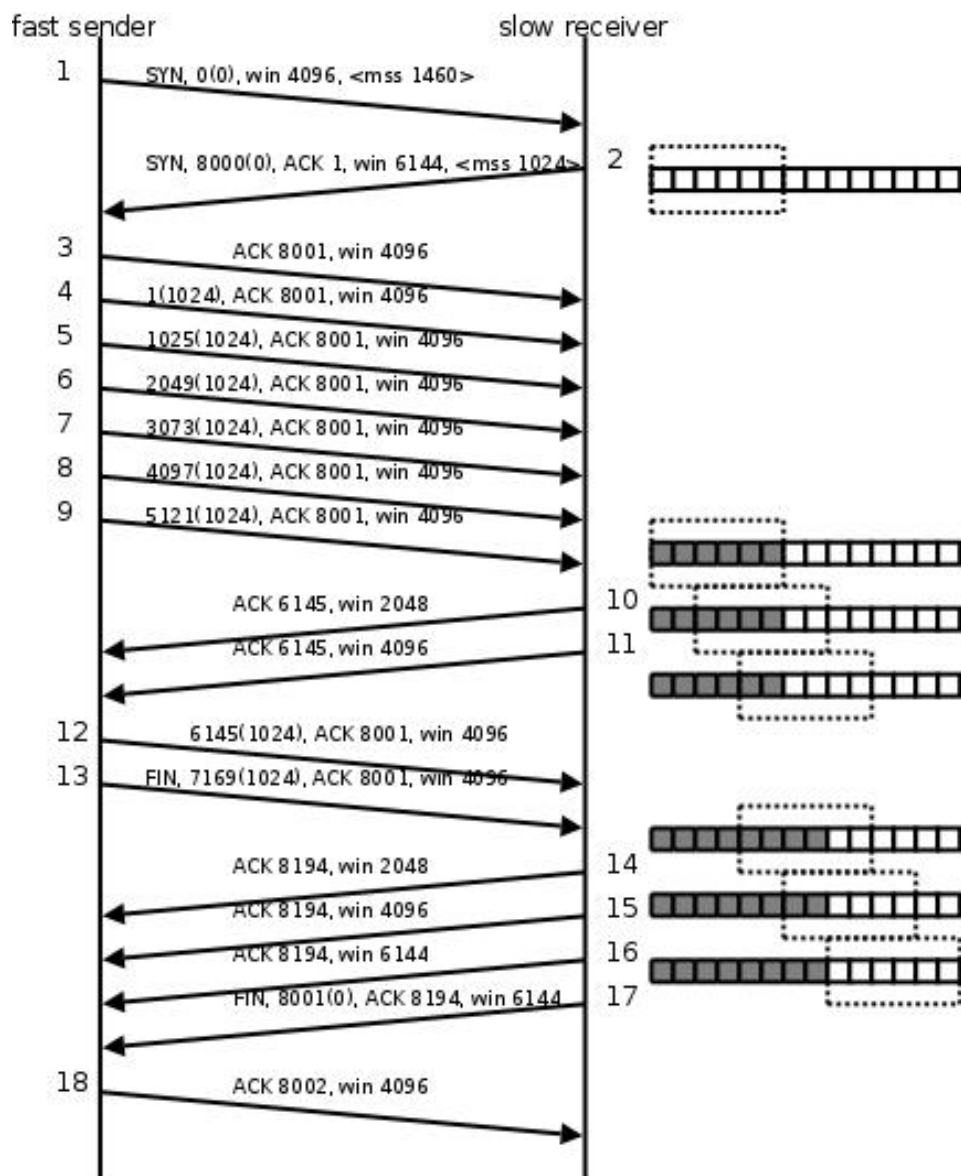 fast sender
slow receiver
1
SYN, 0(0), win 4096, <mss 1460>
SYN, 8000(0), ACK 1, win 6144, <mss 1024>
2
3
ACK 8001, win 4096
4
1(1024), ACK 8001, win 4096
5
1025(1024), ACK 8001, win 4096
6
2049(1024), ACK 8001, win 4096
7
3073(1024), ACK 8001, win 4096
8
4097(1024), ACK 8001, win 4096
9
5121(1024), ACK 8001, win 4096
ACK 6145, win 2048
10
ACK 6145, win 4096
11
12
6145(1024), ACK 8001, win 4096
13
FIN, 7169(1024), ACK 8001, win 4096
ACK 8194, win 2048
14
ACK 8194, win 4096
15
ACK 8194, win 6144
16
FIN, 8001(0), ACK 8194, win 6144
17
18
ACK 8002, win 4096